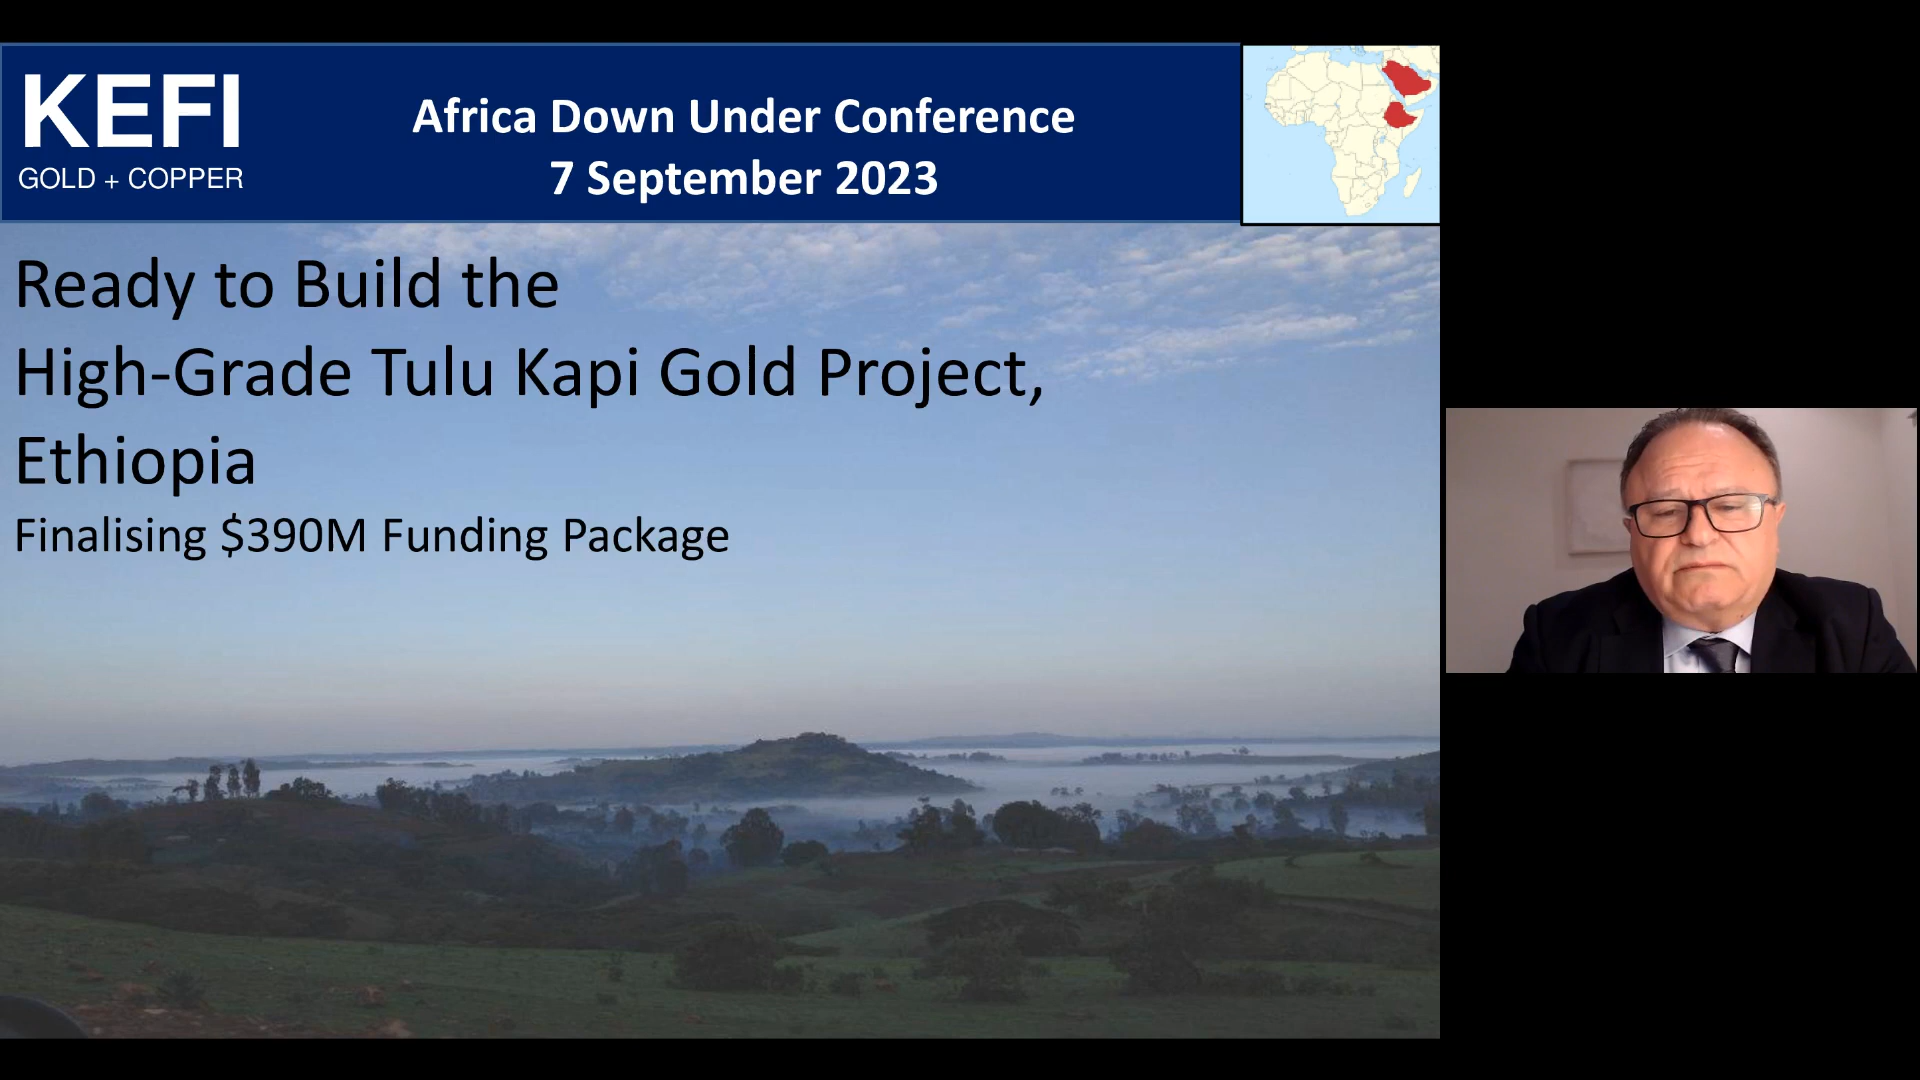 KEFI
GOLD + COPPER
Africa Down Under Conference
7 September 2023
Ready to Build the
High-Grade Tulu Kapi Gold Project,
Ethiopia
Finalising $390M Funding Package